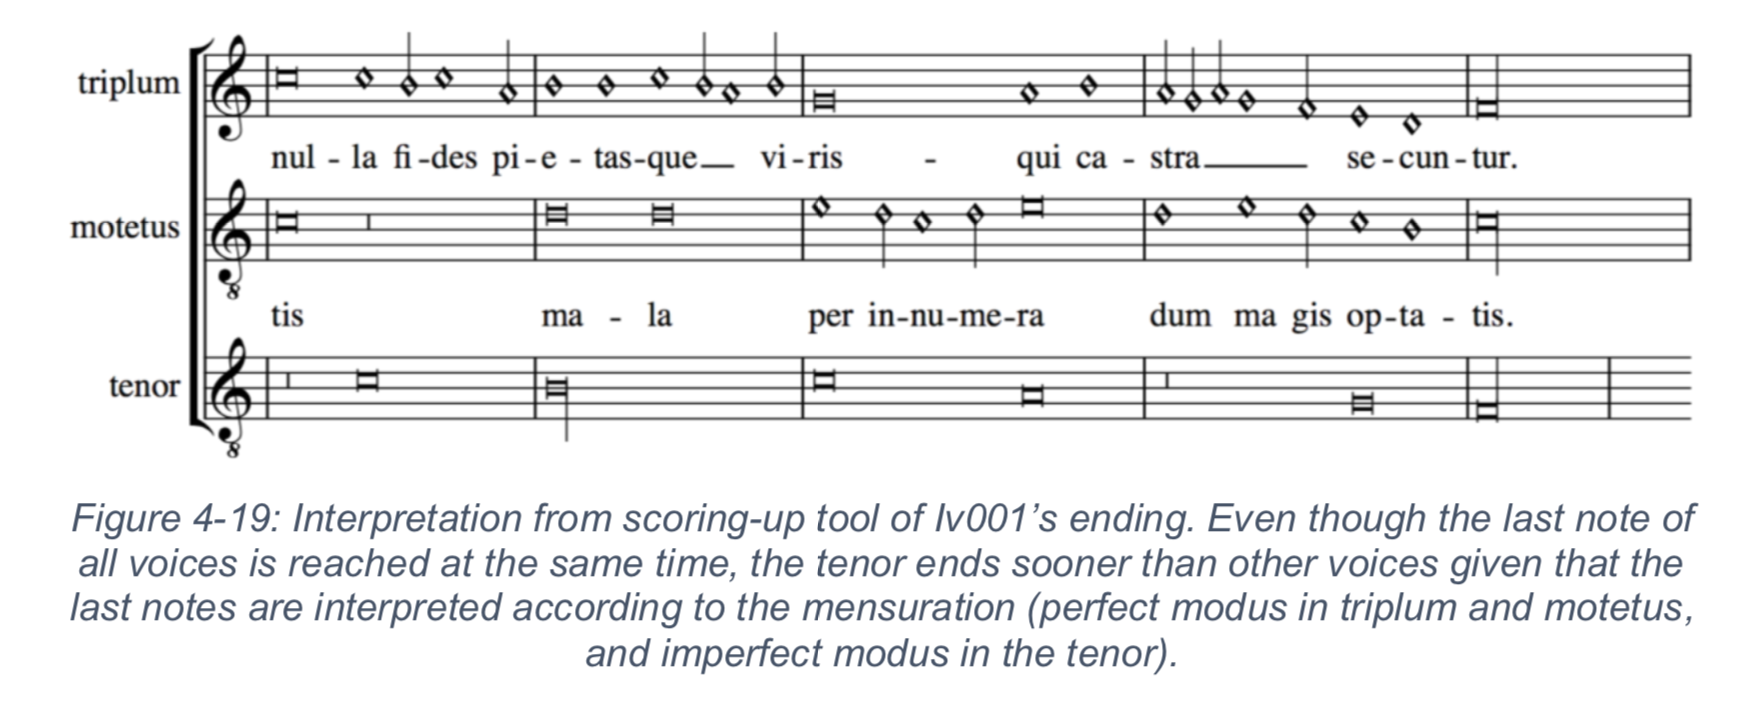 triplum
nul - la fi - des pi - e - tas - que vi - ris - qui ca - stra se - cun - tur.
motetus
8
tis ma - la per in - nu - me - ra dum ma gis op - ta - tis.
tenor
8
Figure 4-19: Interpretation from scoring-up tool of Iv001’s ending. Even though the last note of
all voices is reached at the same time, the tenor ends sooner than other voices given that the
last notes are interpreted according to the mensuration (perfect modus in triplum and motetus,
and imperfect modus in the tenor).